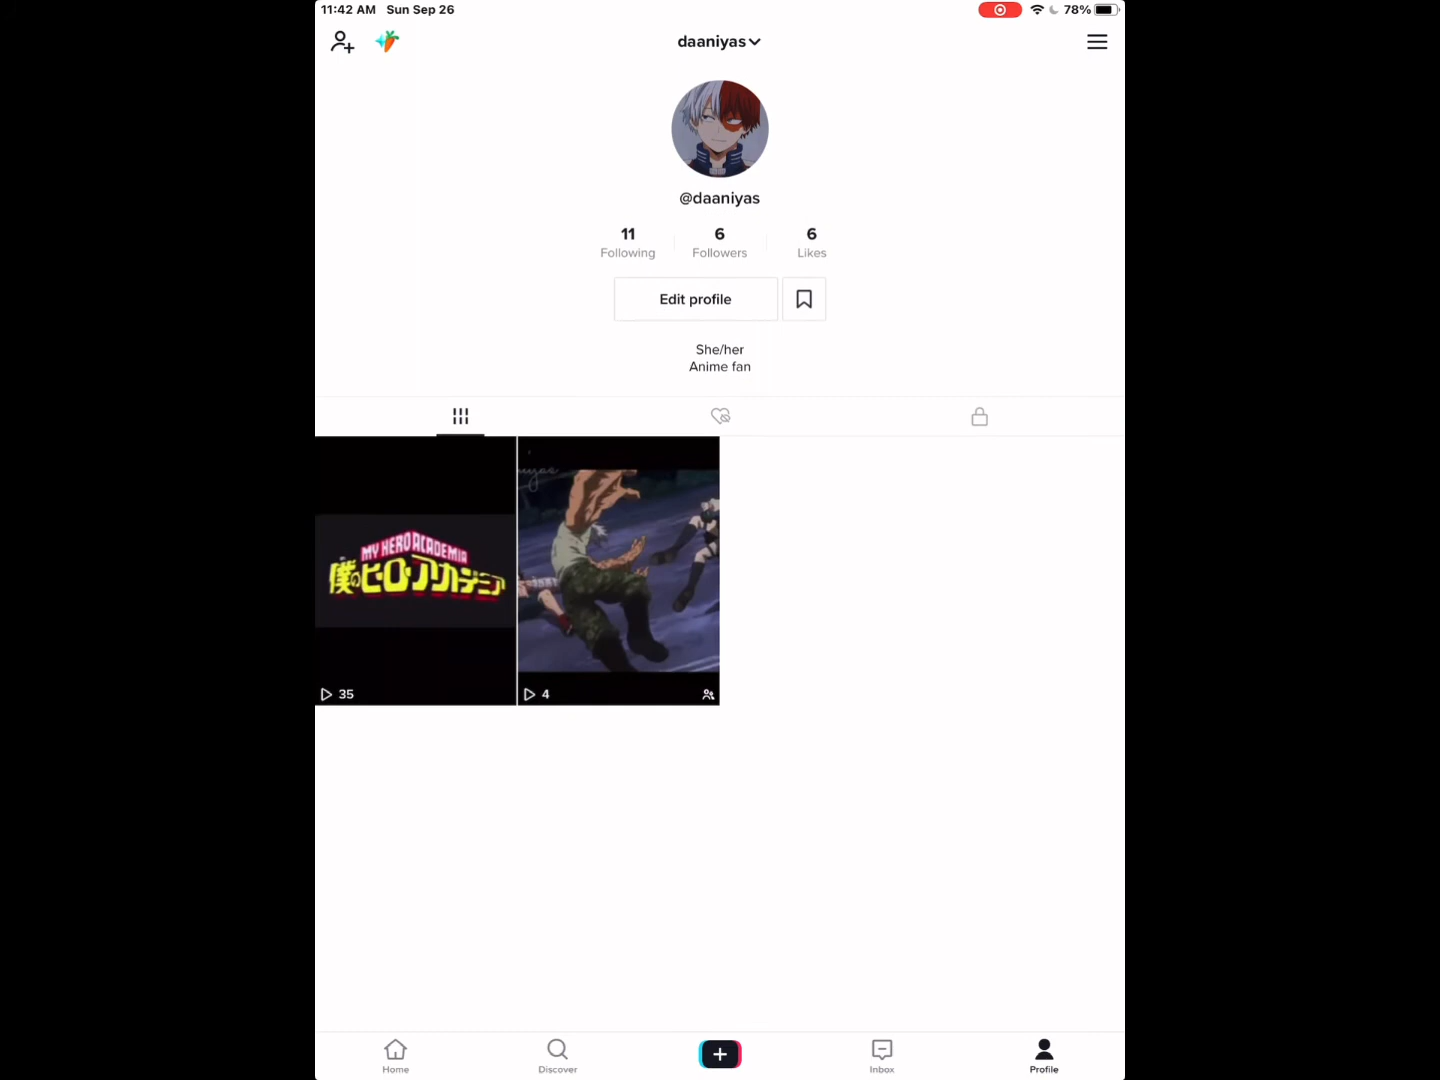 11:42 AM Sun Sep 26
78%
daaniyas
@daaniyas
11 6 6
Following Followers Likes
Edit profile
She/her
Anime fan
MY HERO ACADEMIA
僕のヒーローアカデミア
35
4
Home Discover Inbox Profile